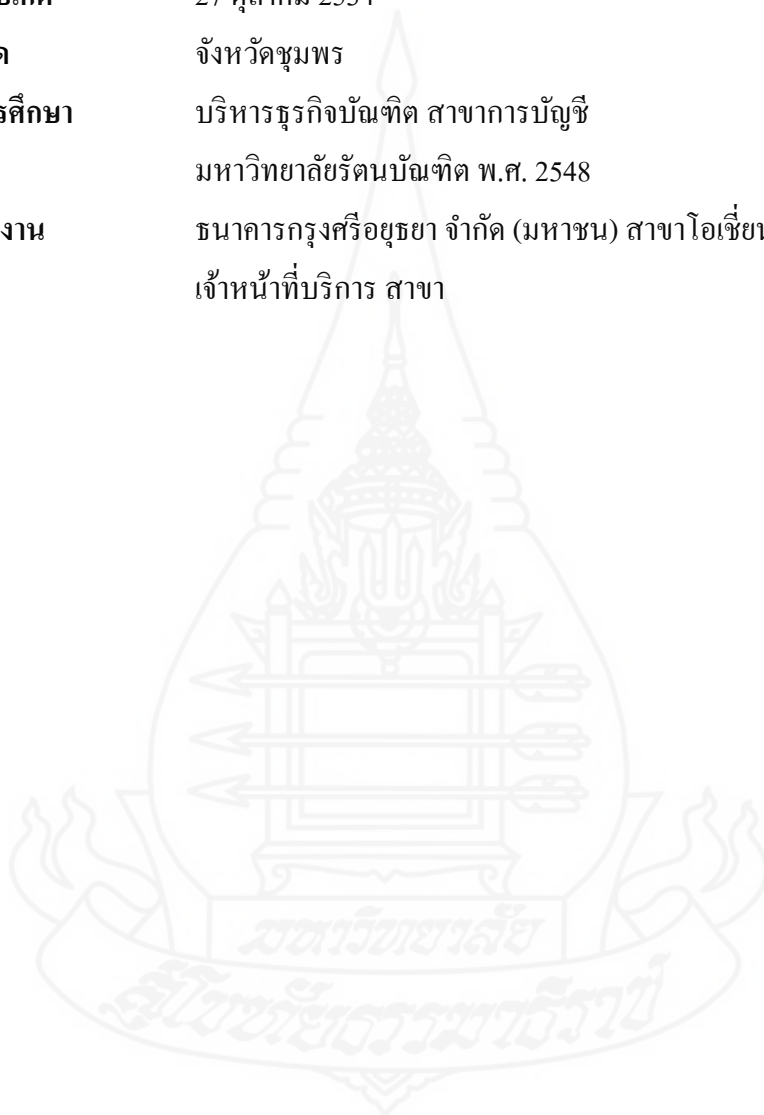 27 ตุลาคม
จังหวัดชุมพร
รศึกษา บริหารธุรกิจบัณฑิต สาขาการบัญชี
มหาวิทยาลัยรัตนบัณฑิต พ.ศ. 2548
งาน ธนาคารกรุงศรีอยุธยา จำกัด (มหาชน) สาขาโอเชี่ยน
เจ้าหน้าที่บริการ สาขา
มหาวิทยาลัย
สุโขทัยธรรมาธิราช